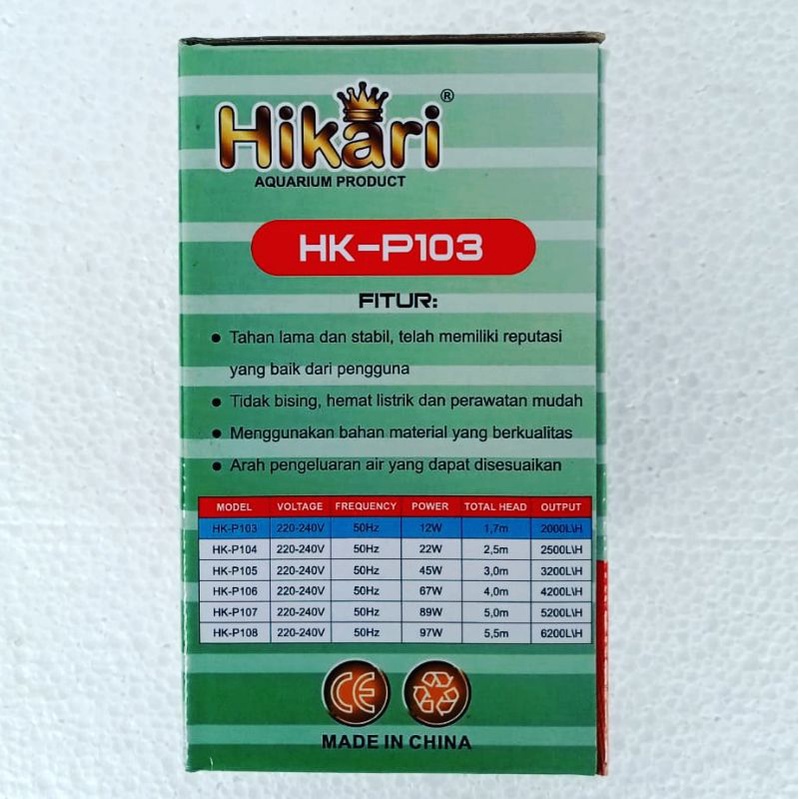 Hikari®
AQUARIUM PRODUCT
HK-P103
FITUR:
● Tahan lama dan stabil, telah memiliki reputasi
yang baik dari pengguna
● Tidak bising, hemat listrik dan perawatan mudah
● Menggunakan bahan material yang berkualitas
● Arah pengeluaran air yang dapat disesuaikan
MODEL VOLTAGE FREQUENCY POWER TOTAL HEAD OUTPUT
HK-P103 220-240V 50Hz 12W 1,7m 2000L\H
HK-P104 220-240V 50Hz 22W 2,5m 2500L\H
HK-P105 220-240V 50Hz 45W 3,0m 3200L\H
HK-P106 220-240V 50Hz 67W 4,0m 4200L\H
HK-P107 220-240V 50Hz 89W 5,0m 5200L\H
HK-P108 220-240V 50Hz 97W 5,5m 6200L\H
CE
MADE IN CHINA